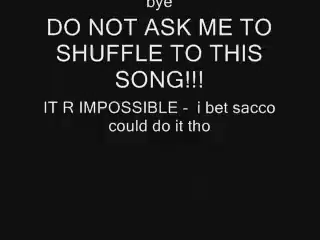 bye
DO NOT ASK ME TO
SHUFFLE TO THIS
SONG!!!
IT R IMPOSSIBLE - i bet sacco
could do it tho